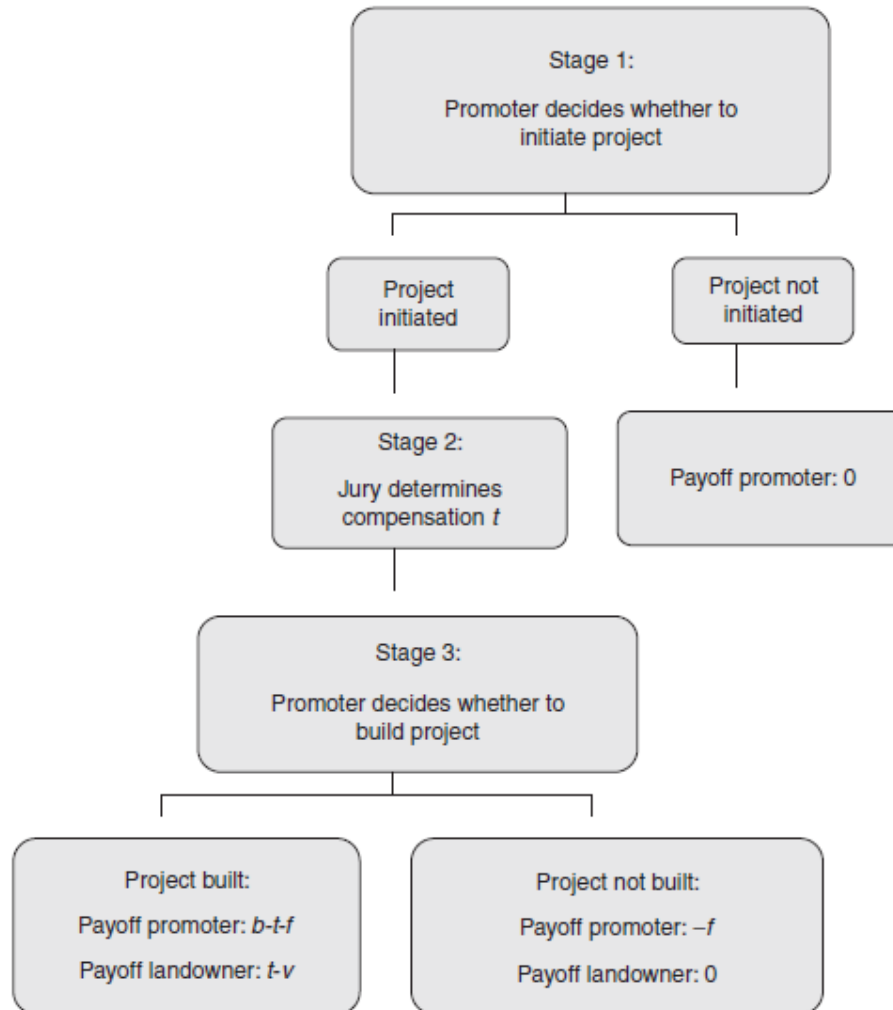 Stage 1:
Promoter decides whether to
initiate project
Project
initiated
Project not
initiated
Stage 2:
Jury determines
compensation t
Payoff promoter: 0
Stage 3:
Promoter decides whether to
build project
Project built:
Payoff promoter: b-t-f
Payoff landowner: t-v
Project not built:
Payoff promoter: –f
Payoff landowner: 0